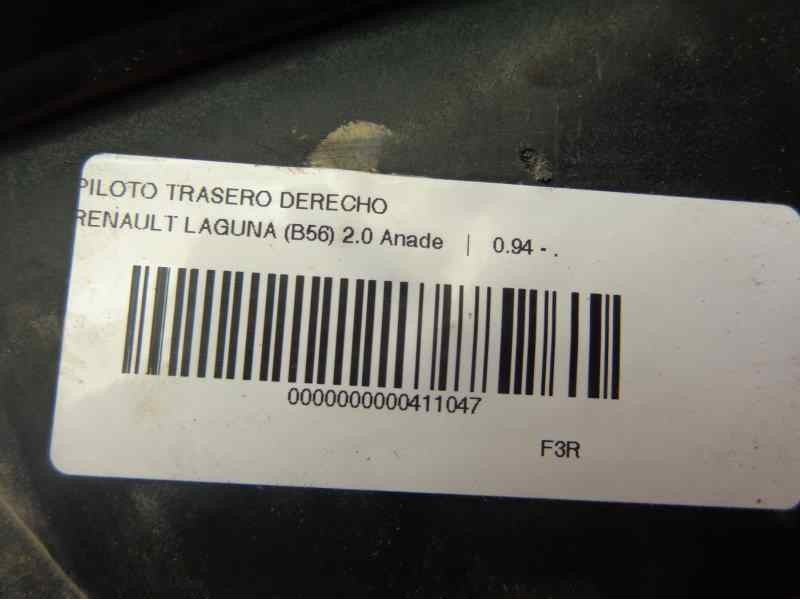 PILOTO TRASERO DERECHO
RENAULT LAGUNA (B56) 2.0 Anade | 0.94 - .
0000000000411047
F3R